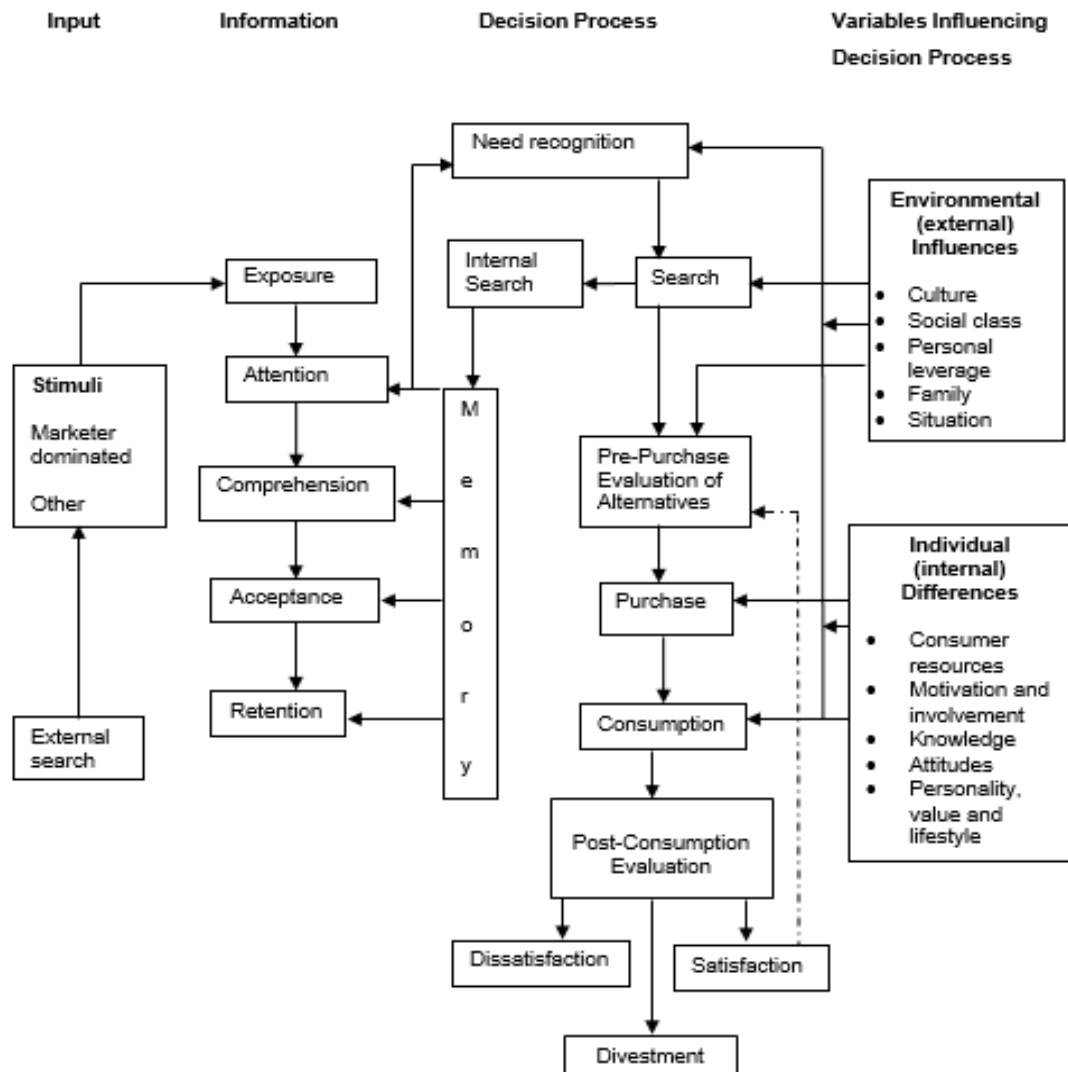 Input
Information
Decision Process
Variables Influencing
Decision Process
Need recognition
Internal
Search
Search
Exposure
Attention
Comprehension
Acceptance
Retention
Stimuli
Marketer
dominated
Other
External
search
M
e
m
o
r
y
Pre-Purchase
Evaluation of
Alternatives
Purchase
Consumption
Post-Consumption
Evaluation
Dissatisfaction
Satisfaction
Divestment
Environmental
(external)
Influences
• Culture
• Social class
• Personal
leverage
• Family
• Situation
Individual
(internal)
Differences
• Consumer
resources
• Motivation and
involvement
• Knowledge
• Attitudes
• Personality,
value and
lifestyle